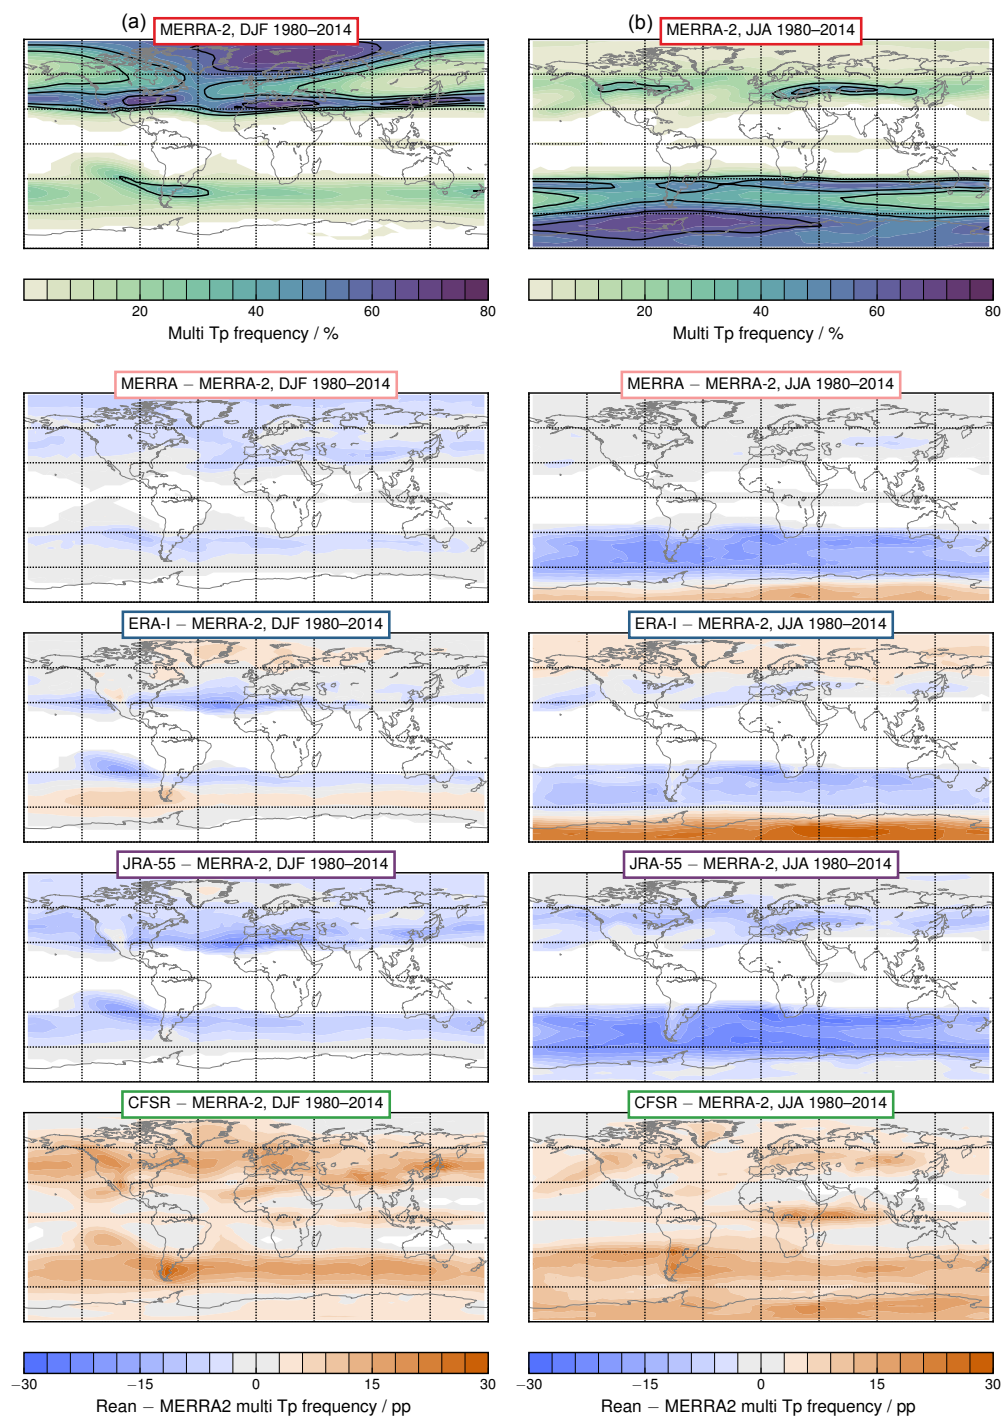 (a)
MERRA-2, DJF 1980–2014
(b)
MERRA-2, JJA 1980–2014
20 40 60 80
Multi Tp frequency / %
20 40 60 80
Multi Tp frequency / %
MERRA − MERRA-2, DJF 1980–2014
MERRA − MERRA-2, JJA 1980–2014
ERA-I − MERRA-2, DJF 1980–2014
ERA-I − MERRA-2, JJA 1980–2014
JRA-55 − MERRA-2, DJF 1980–2014
JRA-55 − MERRA-2, JJA 1980–2014
CFSR − MERRA-2, DJF 1980–2014
CFSR − MERRA-2, JJA 1980–2014
−30 −15 0 15 30
Rean − MERRA2 multi Tp frequency / pp
−30 −15 0 15 30
Rean − MERRA2 multi Tp frequency / pp